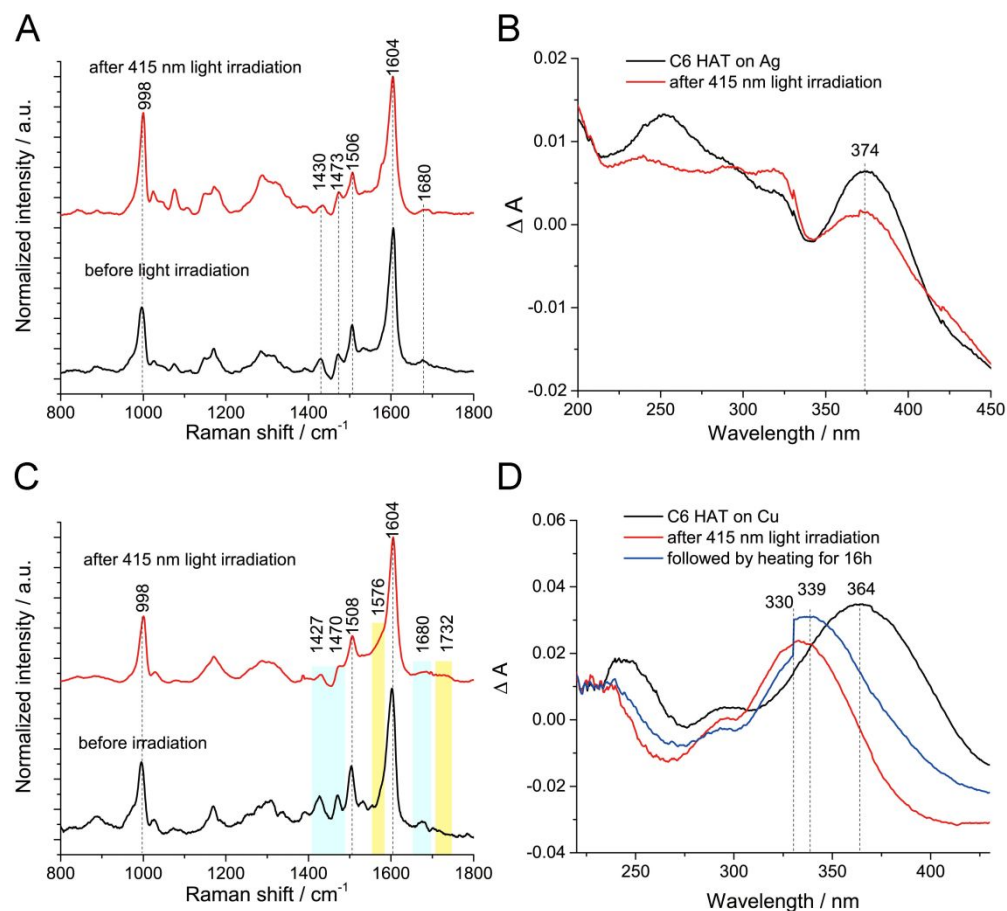 A
Normalized intensity / a.u.
after 415 nm light irradiation
998
1430
1473
1506
1604
1680
before light irradiation
800 1000 1200 1400 1600 1800
Raman shift / cm⁻¹
B
Δ A
0.02
0.01
0.00
-0.01
-0.02
C6 HAT on Ag
after 415 nm light irradiation
374
200 250 300 350 400 450
Wavelength / nm
C
Normalized intensity / a.u.
after 415 nm light irradiation
998
1427
1470
1508
1576
1604
1680
1732
before irradiation
800 1000 1200 1400 1600 1800
Raman shift / cm⁻¹
D
Δ A
0.06
0.04
0.02
0.00
-0.02
-0.04
C6 HAT on Cu
after 415 nm light irradiation
followed by heating for 16h
330 339 364
250 300 350 400
Wavelength / nm